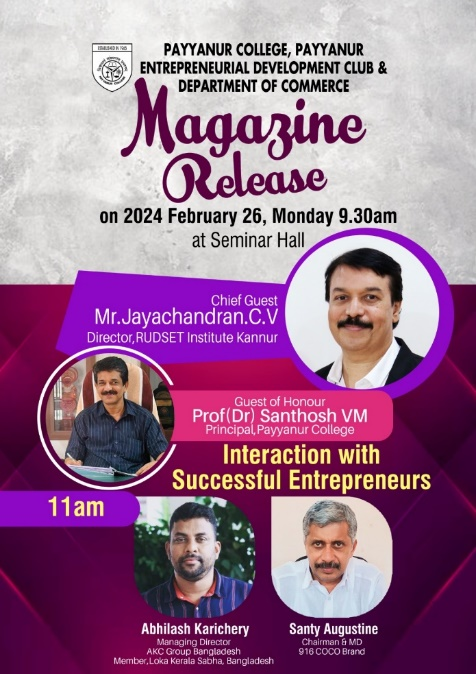 ESTABLISHED IN 1965
PAYYANUR COLLEGE, PAYYANUR
ENTREPRENEURIAL DEVELOPMENT CLUB &
DEPARTMENT OF COMMERCE
Magazine
Release
on 2024 February 26, Monday 9.30am
at Seminar Hall
Chief Guest
Mr.Jayachandran.C.V
Director,RUDSET Institute Kannur
Guest of Honour
Prof(Dr) Santhosh VM
Principal,Payyanur College
Interaction with
Successful Entrepreneurs
11am
Abhilash Karichery
Managing Director
AKC Group Bangladesh
Member,Loka Kerala Sabha, Bangladesh
Santy Augustine
Chairman & MD
916 COCO Brand